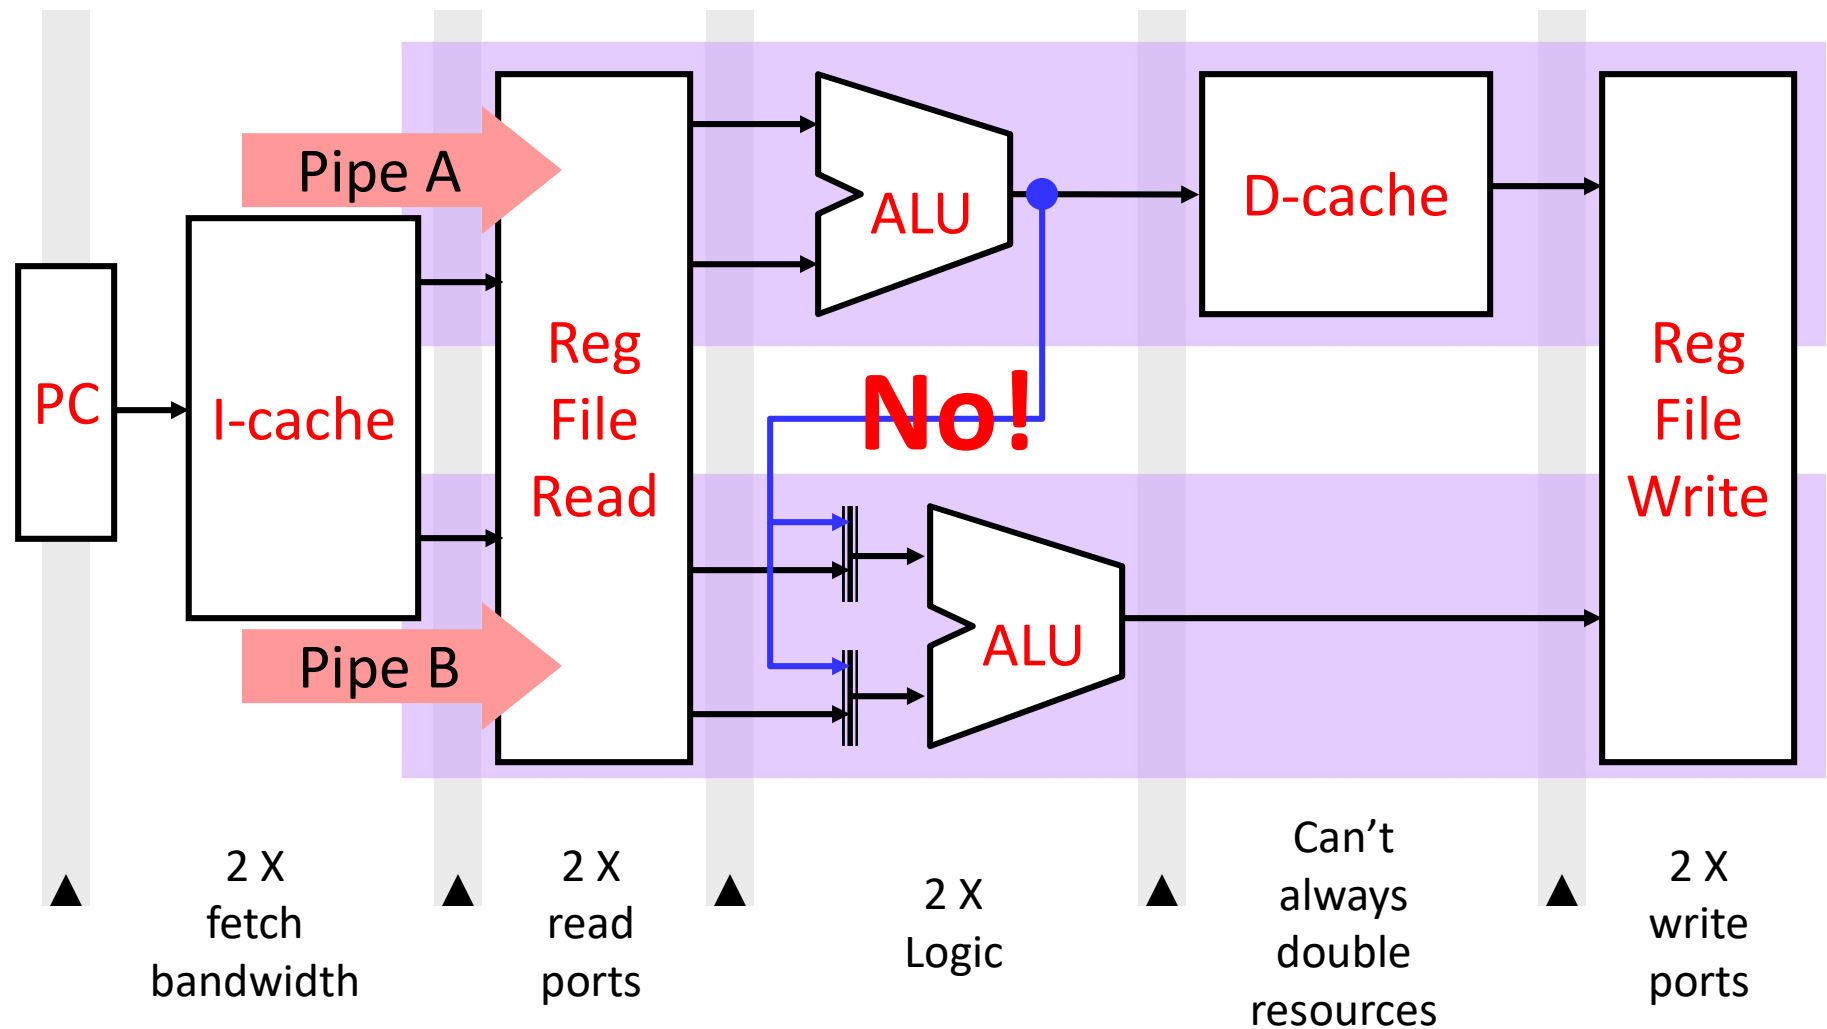 Pipe A
PC
I-cache
Pipe B
Reg
File
Read
ALU
No!
ALU
D-cache
Reg
File
Write
2 X
fetch
bandwidth
2 X
read
ports
2 X
Logic
Can’t
always
double
resources
2 X
write
ports